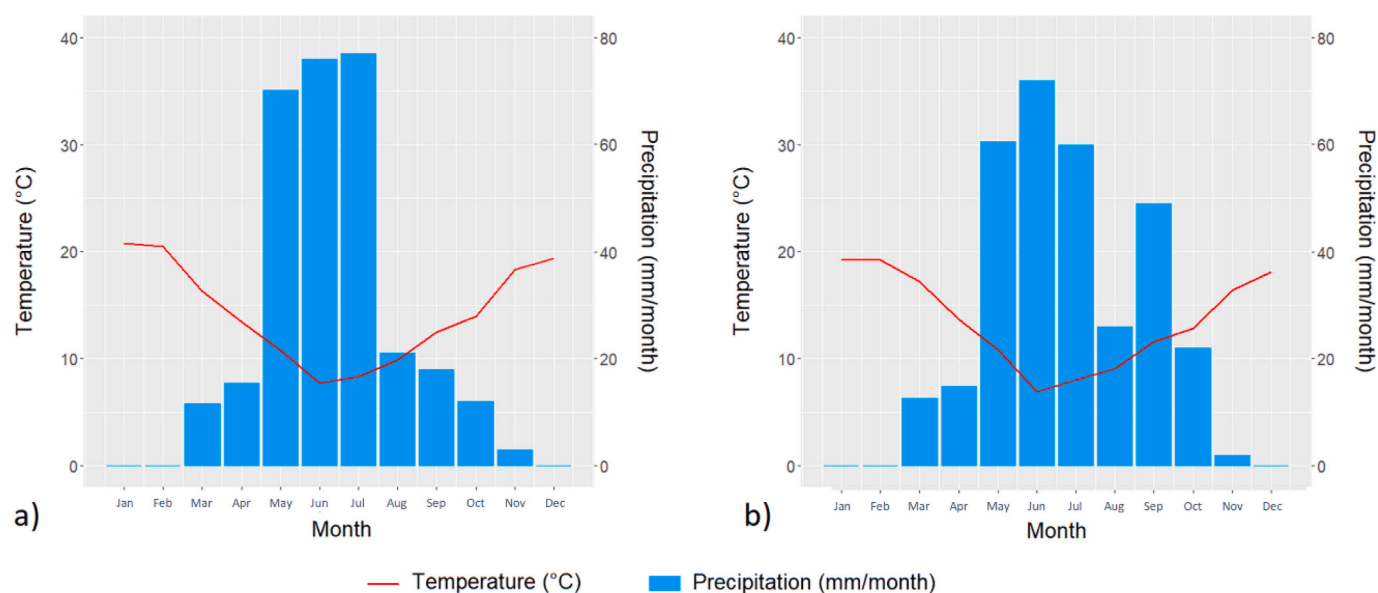 40
30
20
10
0
Temperature (°C)
80
60
40
20
0
Precipitation (mm/month)
Jan Feb Mar Apr May Jun Jul Aug Sep Oct Nov Dec
Month
a)
40
30
20
10
0
Temperature (°C)
80
60
40
20
0
Precipitation (mm/month)
Jan Feb Mar Apr May Jun Jul Aug Sep Oct Nov Dec
Month
b)
Temperature (°C) Precipitation (mm/month)